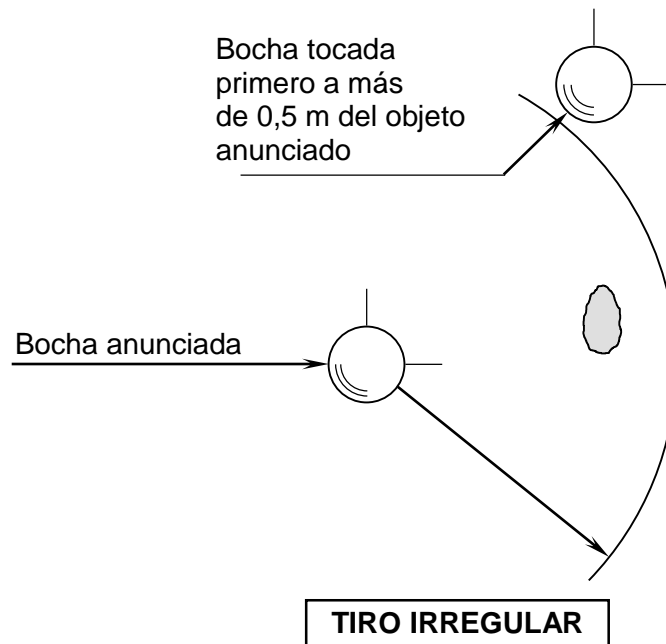 Bocha tocada
primero a más
de 0,5 m del objeto
anunciado
Bocha anunciada
TIRO IRREGULAR